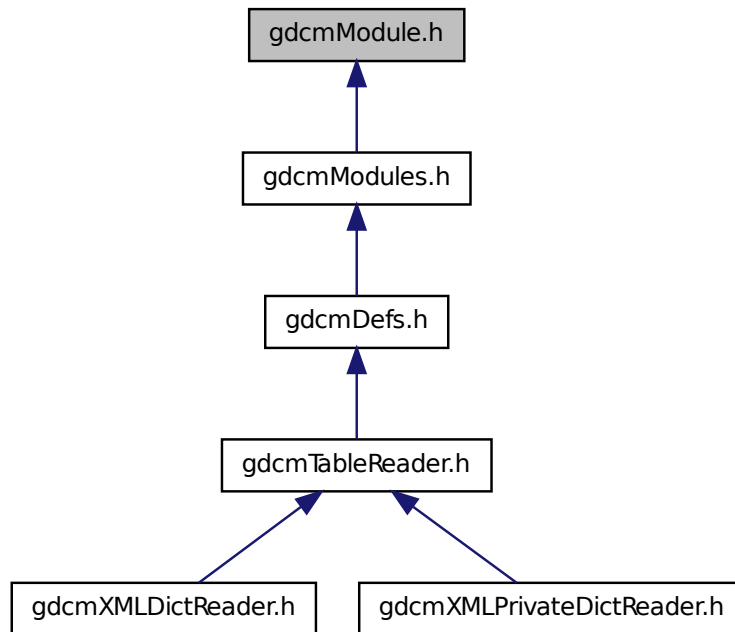 gdcmModule.h
gdcmModules.h
gdcmDefs.h
gdcmTableReader.h
gdcmXMLDictReader.h
gdcmXMLPrivateDictReader.h